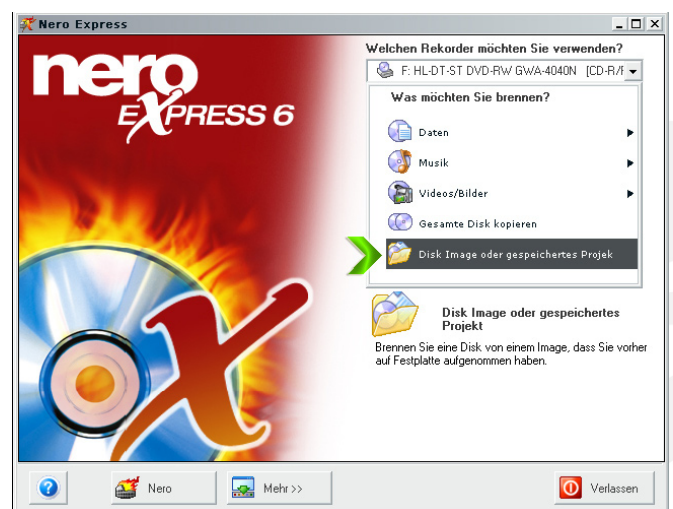 Nero Express
nero
EXPRESS 6
Welchen Rekorder möchten Sie verwenden?
F: HL-DT-ST DVD-RW GWA-4040N [CD-R/
Was möchten Sie brennen?
Daten
Musik
Videos/Bilder
Gesamte Disk kopieren
Disk Image oder gespeichertes Projek
Disk Image oder gespeichertes
Projekt
Brennen Sie eine Disk von einem Image, dass Sie vorher
auf Festplatte aufgenommen haben.
Nero
Mehr >>
Verlassen